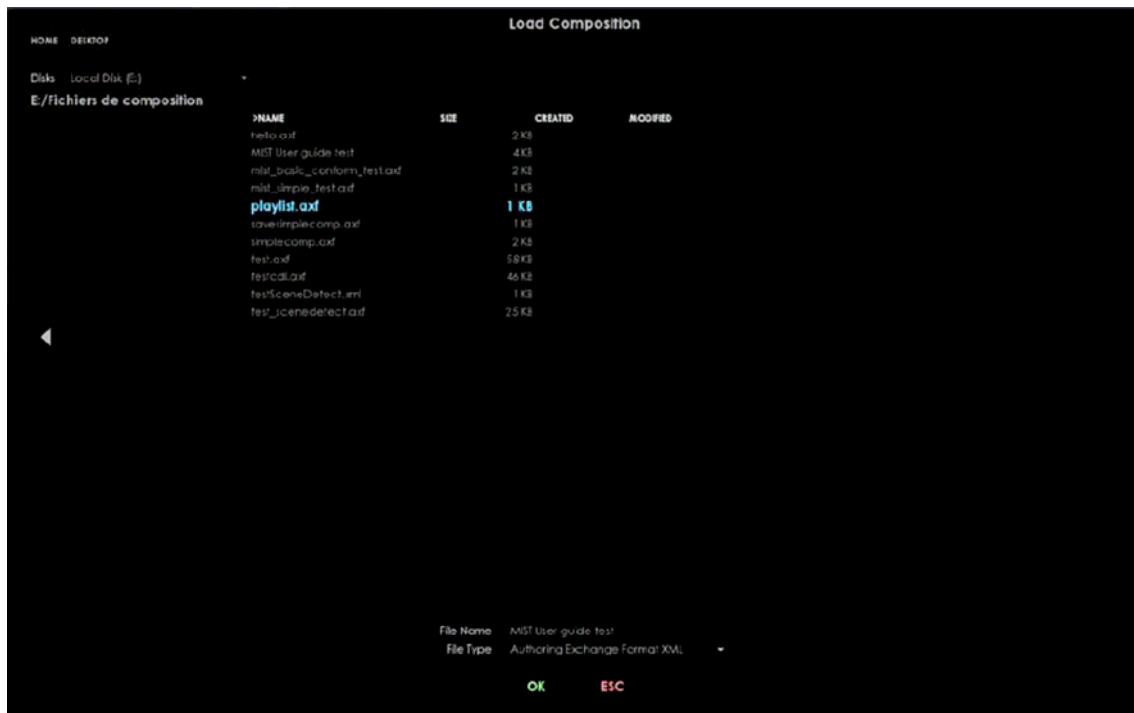 Load Composition
HOME DESKTOP
Disks Local Disk (E:)
E:/Fichiers de composition
>NAME SIZE CREATED MODIFIED
hello.axf 2 KB
MIST User guide test 4 KB
mist_basic_conform_test.axf 2 KB
mist_simple_test.axf 1 KB
playlist.axf 1 KB
savesimplecomp.axf 1 KB
simplecomp.axf 2 KB
test.axf 58 KB
testcdl.axf 46 KB
testSceneDetect.xml 1 KB
test_scenedetect.axf 25 KB
File Name MIST User guide test
File Type Authoring Exchange Format XML
OK ESC